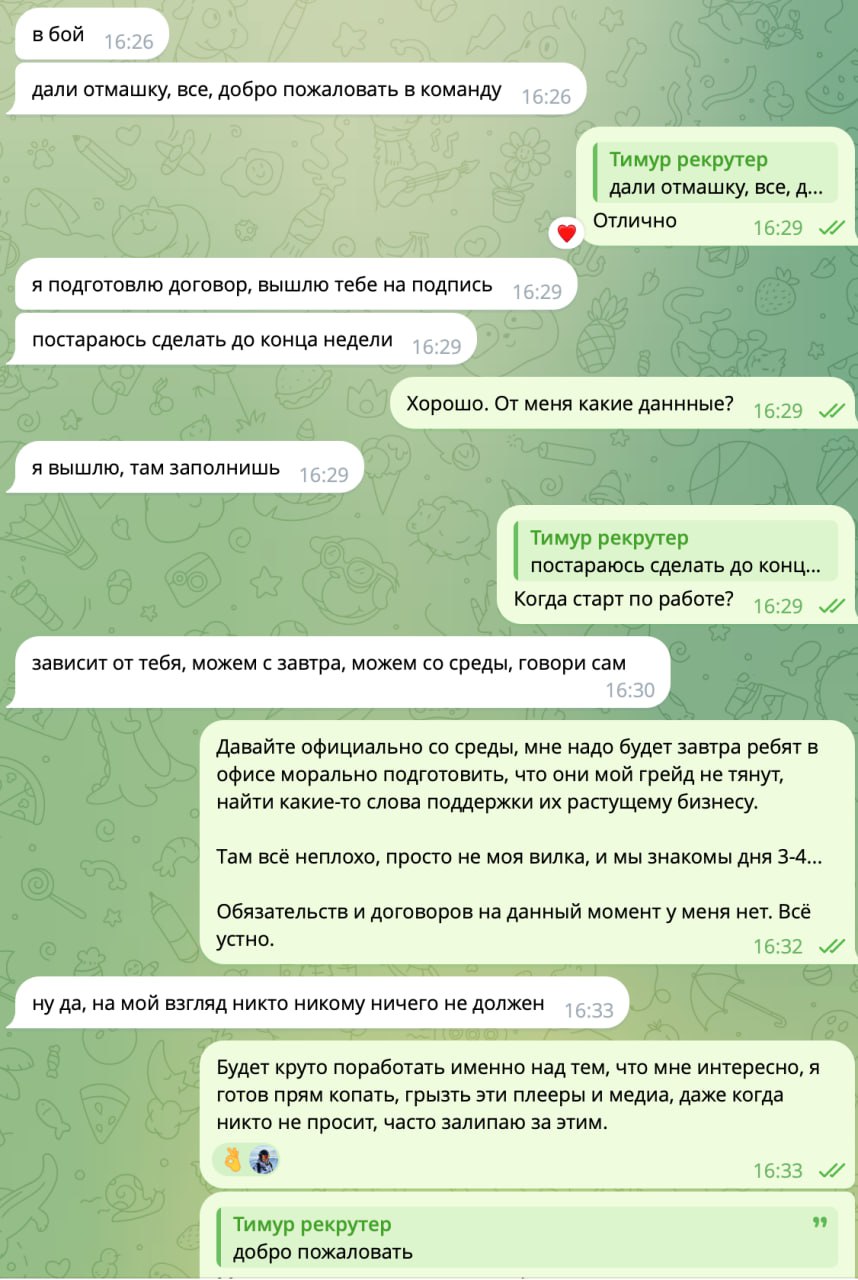 в бой 16:26
дали отмашку, все, добро пожаловать в команду 16:26
Тимур рекрутер
дали отмашку, все, д...
Отлично 16:29
я подготовлю договор, вышлю тебе на подпись 16:29
постараюсь сделать до конца недели 16:29
Хорошо. От меня какие даннные? 16:29
я вышлю, там заполнишь 16:29
Тимур рекрутер
постараюсь сделать до конц...
Когда старт по работе? 16:29
зависит от тебя, можем с завтра, можем со среды, говори сам
16:30
Давайте официально со среды, мне надо будет завтра ребят в
офисе морально подготовить, что они мой грейд не тянут,
найти какие-то слова поддержки их растущему бизнесу.
Там всё неплохо, просто не моя вилка, и мы знакомы дня 3-4...
Обязательств и договоров на данный момент у меня нет. Всё
устно. 16:32
ну да, на мой взгляд никто никому ничего не должен 16:33
Будет круто поработать именно над тем, что мне интересно, я
готов прям копать, грызть эти плееры и медиа, даже когда
никто не просит, часто залипаю за этим.
16:33
Тимур рекрутер
добро пожаловать